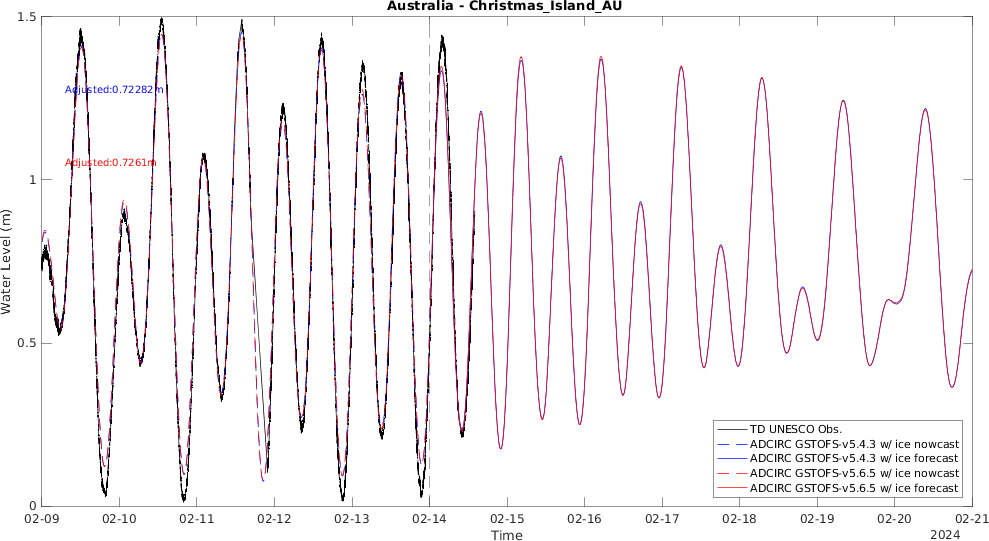 Australia - Christmas_Island_AU
1.5
Adjusted:0.72282m
Adjusted:0.7261m
1
0.5
0
Water Level (m)
TD UNESCO Obs.
ADCIRC GSTOFS-v5.4.3 w/ ice nowcast
ADCIRC GSTOFS-v5.4.3 w/ ice forecast
ADCIRC GSTOFS-v5.6.5 w/ ice nowcast
ADCIRC GSTOFS-v5.6.5 w/ ice forecast
02-09 02-10 02-11 02-12 02-13 02-14 02-15 02-16 02-17 02-18 02-19 02-20 02-21
Time
2024